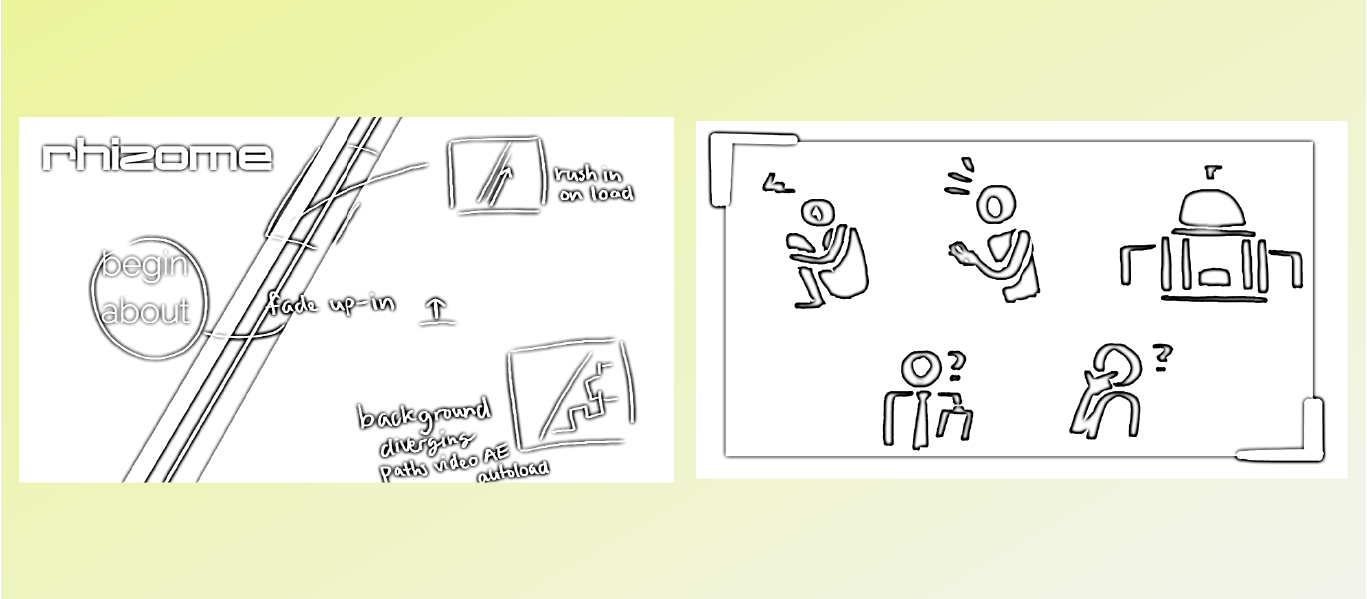 rhizome
rush in
on load
begin
about
fade up-in
background
diverging
paths video AE
autoload
?
?